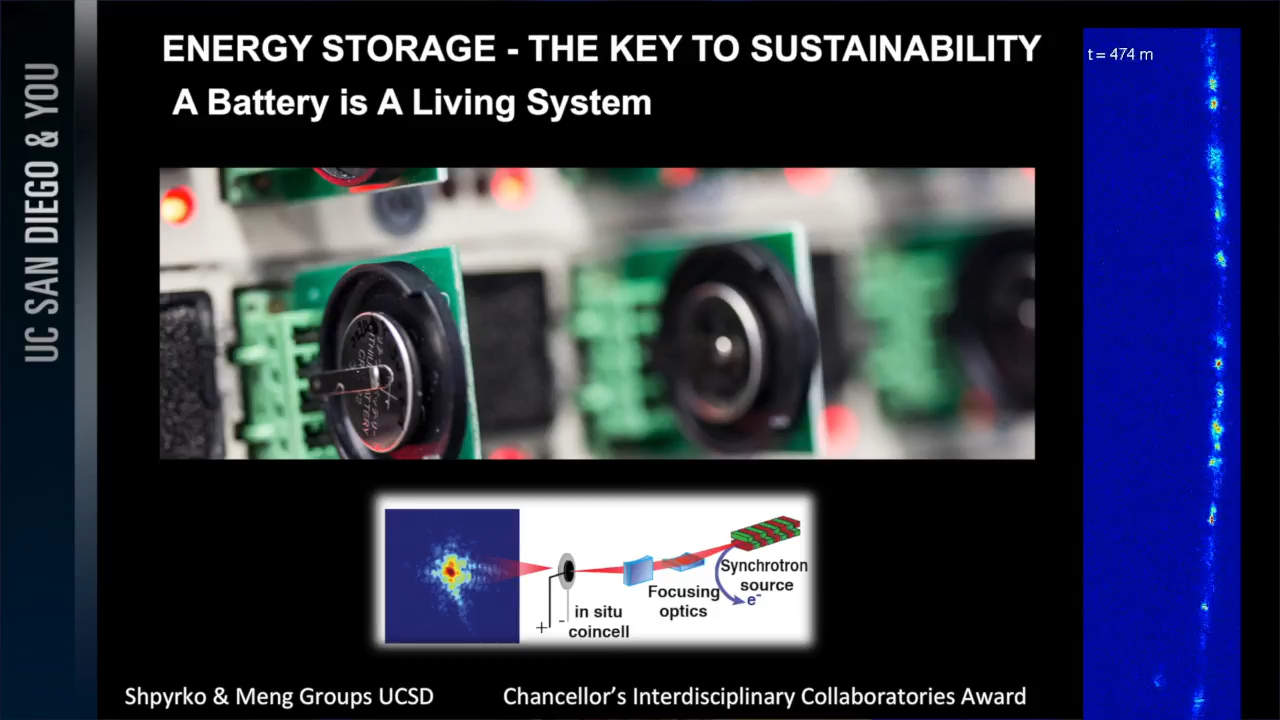 UC SAN DIEGO & YOU
ENERGY STORAGE - THE KEY TO SUSTAINABILITY
A Battery is A Living System
t = 474 m
BATTERY
Synchrotron
source
e-
Focusing
optics
in situ
coincell
+
-
Shpyrko & Meng Groups UCSD
Chancellor's Interdisciplinary Collaboratories Award